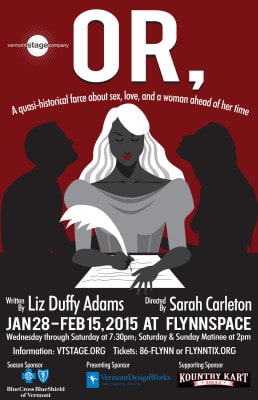 vermontstagecompany
OR,
A quasi-historical farce about sex, love, and a woman ahead of her time
Written By Liz Duffy Adams Directed By Sarah Carleton
JAN28–FEB15, 2015 AT FLYNNSPACE
Wednesday through Saturday at 7:30pm; Saturday & Sunday Matinee at 2pm
Information: VTSTAGE.ORG Tickets: 86-FLYNN or FLYNNTIX.ORG
Season Sponsor Presenting Sponsor Supporting Sponsor
VermontDesignWorks
KOUNTRY KART
BlueCross BlueShield
of Vermont